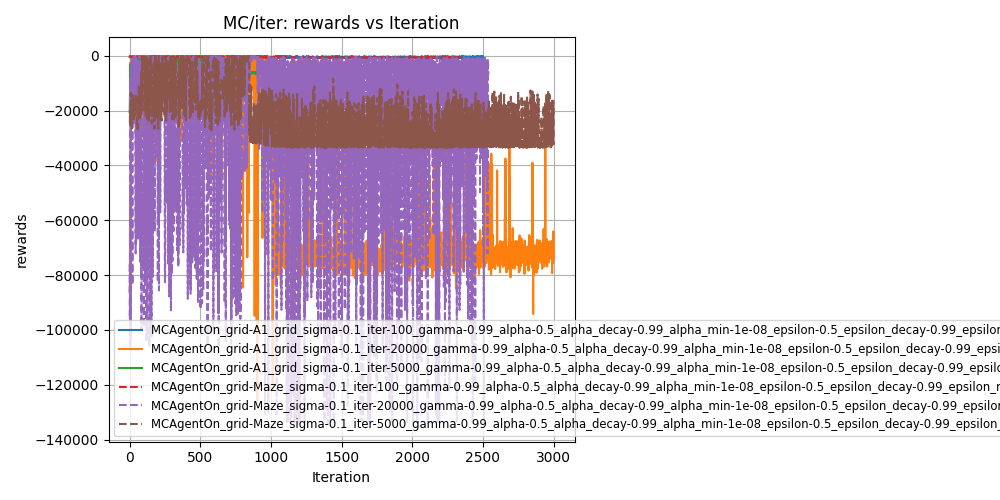 MC/iter: rewards vs Iteration
rewards
0
−20000
−40000
−60000
−80000
−100000
−120000
−140000
MCAgentOn_grid-A1_grid_sigma-0.1_iter-100_gamma-0.99_alpha-0.5_alpha_decay-0.99_alpha_min-1e-08_epsilon-0.5_epsilon_decay-0.99_epsilon
MCAgentOn_grid-A1_grid_sigma-0.1_iter-20000_gamma-0.99_alpha-0.5_alpha_decay-0.99_alpha_min-1e-08_epsilon-0.5_epsilon_decay-0.99_epsi
MCAgentOn_grid-A1_grid_sigma-0.1_iter-5000_gamma-0.99_alpha-0.5_alpha_decay-0.99_alpha_min-1e-08_epsilon-0.5_epsilon_decay-0.99_epsilo
MCAgentOn_grid-Maze_sigma-0.1_iter-100_gamma-0.99_alpha-0.5_alpha_decay-0.99_alpha_min-1e-08_epsilon-0.5_epsilon_decay-0.99_epsilon_r
MCAgentOn_grid-Maze_sigma-0.1_iter-20000_gamma-0.99_alpha-0.5_alpha_decay-0.99_alpha_min-1e-08_epsilon-0.5_epsilon_decay-0.99_epsilon
MCAgentOn_grid-Maze_sigma-0.1_iter-5000_gamma-0.99_alpha-0.5_alpha_decay-0.99_alpha_min-1e-08_epsilon-0.5_epsilon_decay-0.99_epsilon_
0 500 1000 1500 2000 2500 3000
Iteration